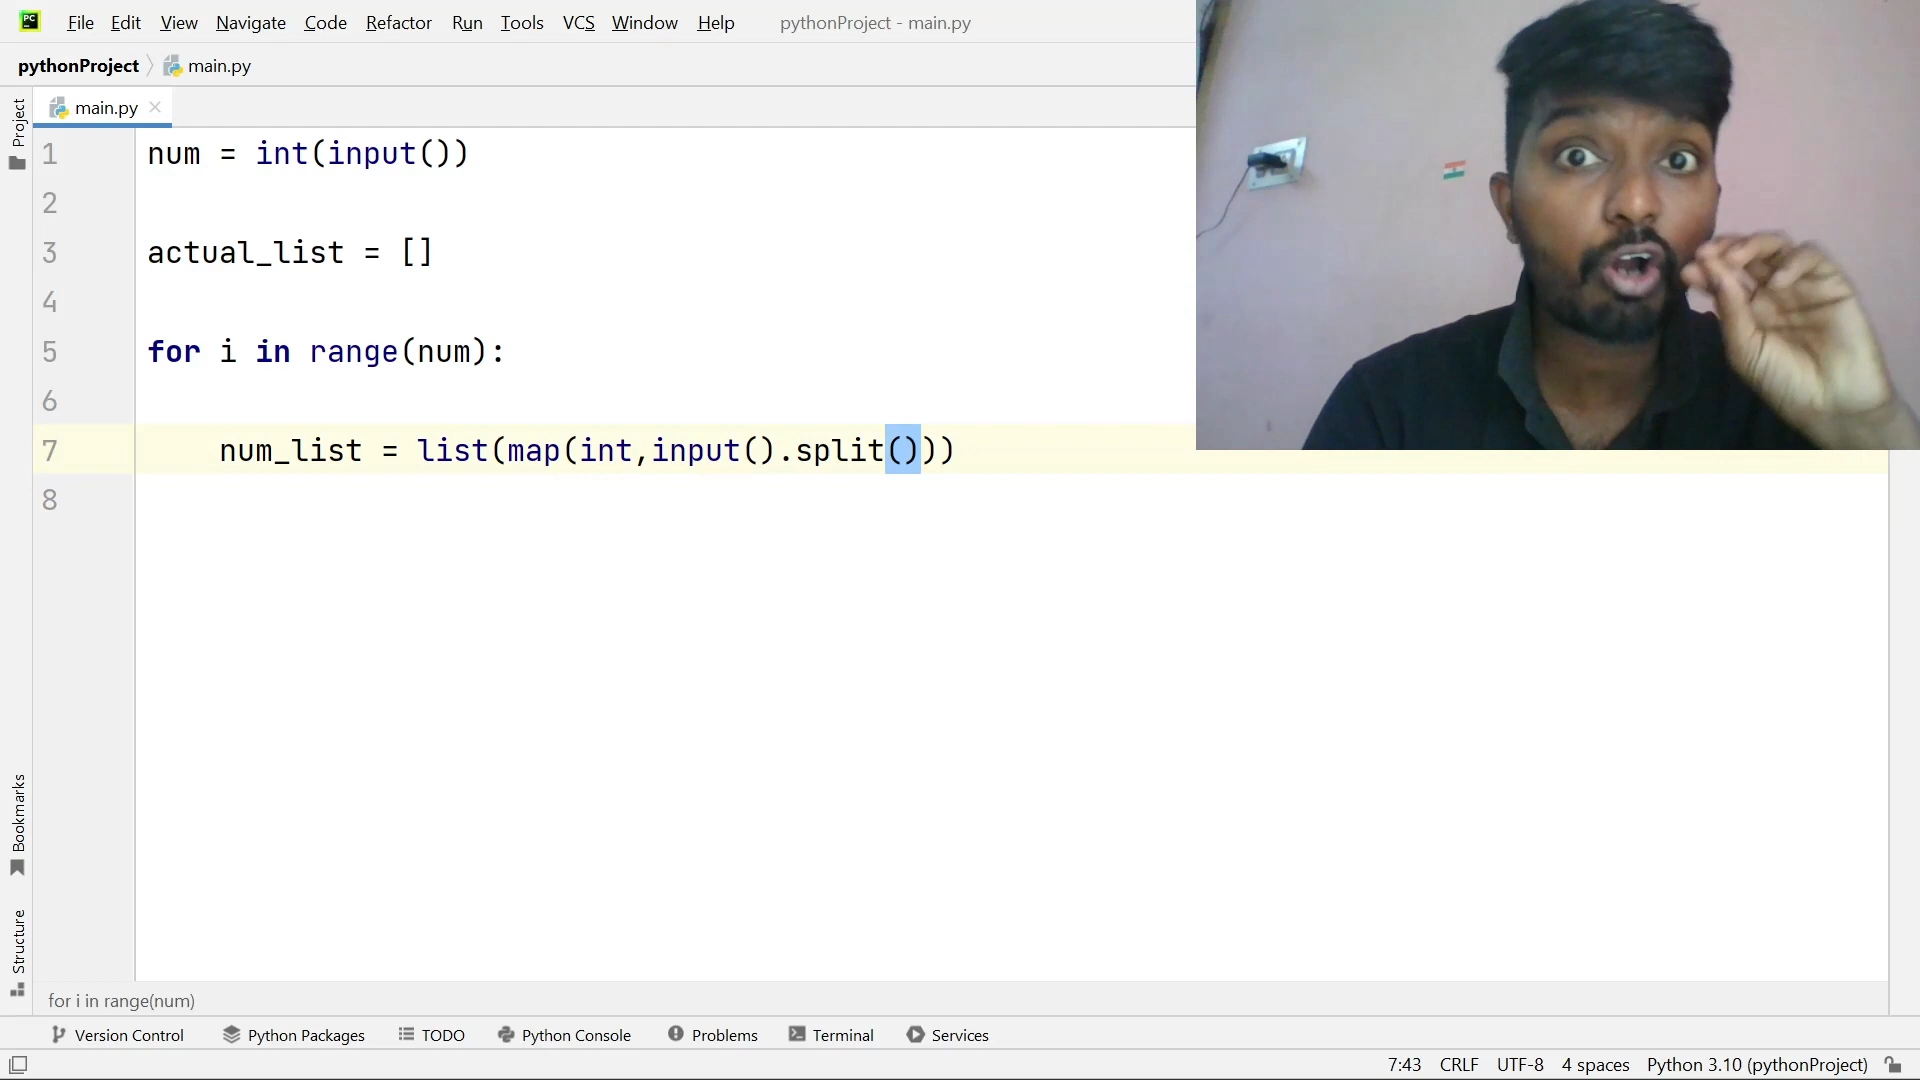 PC
File Edit View Navigate Code Refactor Run Tools VCS Window Help pythonProject - main.py
pythonProject main.py
Project
main.py
1 num = int(input())
2
3 actual_list = []
4
5 for i in range(num):
6
7 num_list = list(map(int,input().split()))
8
Bookmarks
Structure
for i in range(num)
Version Control Python Packages TODO Python Console Problems Terminal Services
7:43 CRLF UTF-8 4 spaces Python 3.10 (pythonProject)